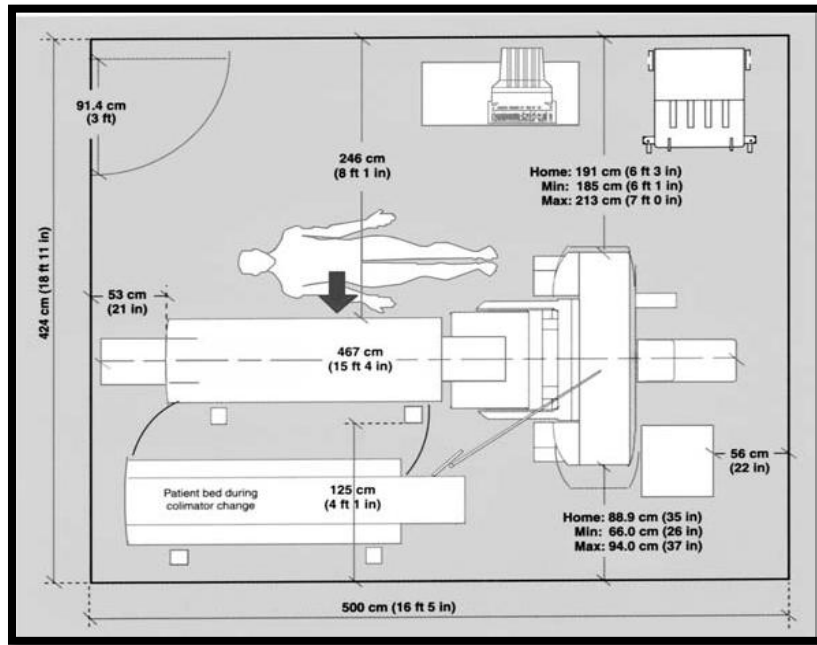 91.4 cm
(3 ft)
246 cm
(8 ft 1 in)
Home: 191 cm (6 ft 3 in)
Min: 185 cm (6 ft 1 in)
Max: 213 cm (7 ft 0 in)
424 cm (18 ft 11 in)
53 cm
(21 in)
467 cm
(15 ft 4 in)
56 cm
(22 in)
Patient bed during
colimator change
125 cm
(4 ft 1 in)
Home: 88.9 cm (35 in)
Min: 66.0 cm (26 in)
Max: 94.0 cm (37 in)
500 cm (16 ft 5 in)